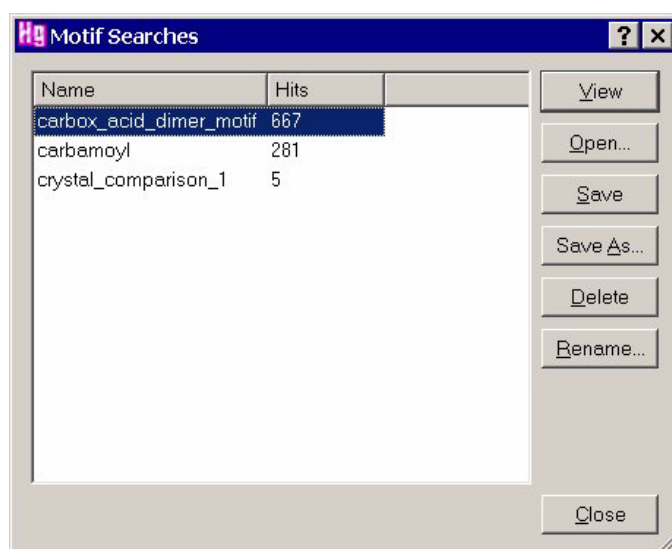 Hg Motif Searches
Name Hits
carbox_acid_dimer_motif 667
carbamoyl 281
crystal_comparison_1 5
View
Open...
Save
Save As...
Delete
Rename...
Close